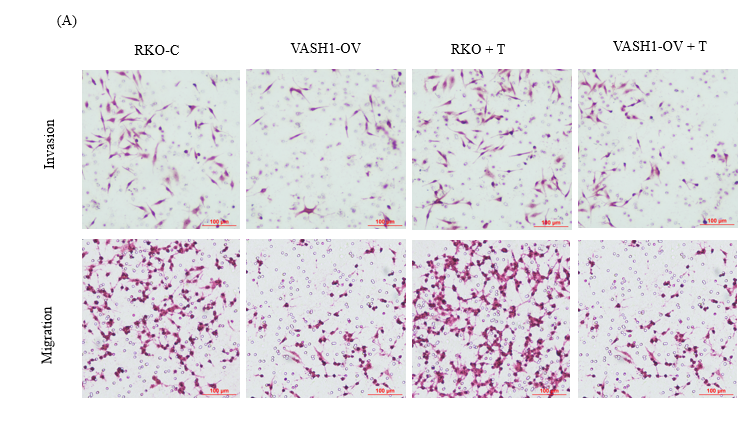 (A)
RKO-C
VASH1-OV
RKO + T
VASH1-OV + T
Invasion
100 µm
100 µm
100 µm
100 µm
Migration
100 µm
100 µm
100 µm
100 µm